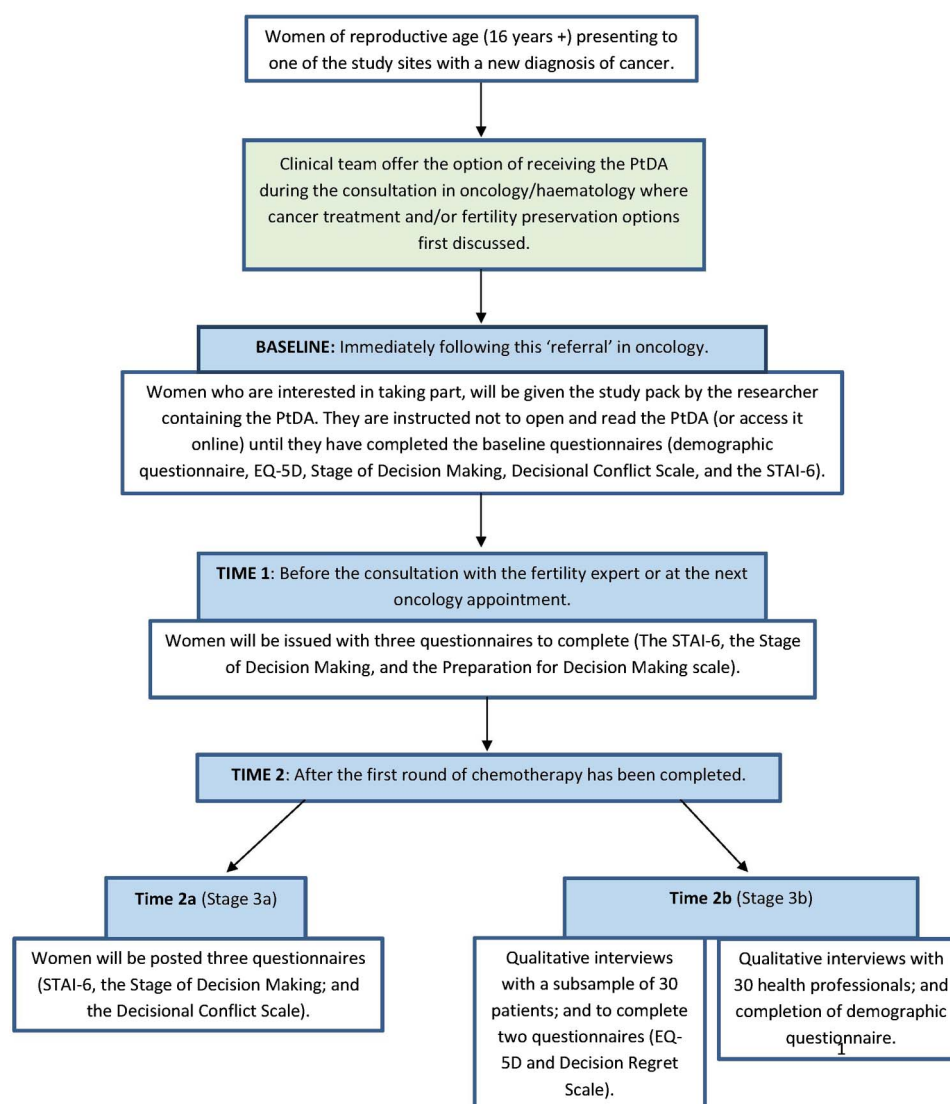 Women of reproductive age (16 years +) presenting to
one of the study sites with a new diagnosis of cancer.
Clinical team offer the option of receiving the PtDA
during the consultation in oncology/haematology where
cancer treatment and/or fertility preservation options
first discussed.
BASELINE: Immediately following this ‘referral’ in oncology.
Women who are interested in taking part, will be given the study pack by the researcher
containing the PtDA. They are instructed not to open and read the PtDA (or access it
online) until they have completed the baseline questionnaires (demographic
questionnaire, EQ-5D, Stage of Decision Making, Decisional Conflict Scale, and the STAI-6).
TIME 1: Before the consultation with the fertility expert or at the next
oncology appointment.
Women will be issued with three questionnaires to complete (The STAI-6, the Stage
of Decision Making, and the Preparation for Decision Making scale).
TIME 2: After the first round of chemotherapy has been completed.
Time 2a (Stage 3a)
Women will be posted three questionnaires
(STAI-6, the Stage of Decision Making; and
the Decisional Conflict Scale).
Time 2b (Stage 3b)
Qualitative interviews
with a subsample of 30
patients; and to complete
two questionnaires (EQ-
5D and Decision Regret
Scale).
Qualitative interviews with
30 health professionals; and
completion of demographic
questionnaire.
1